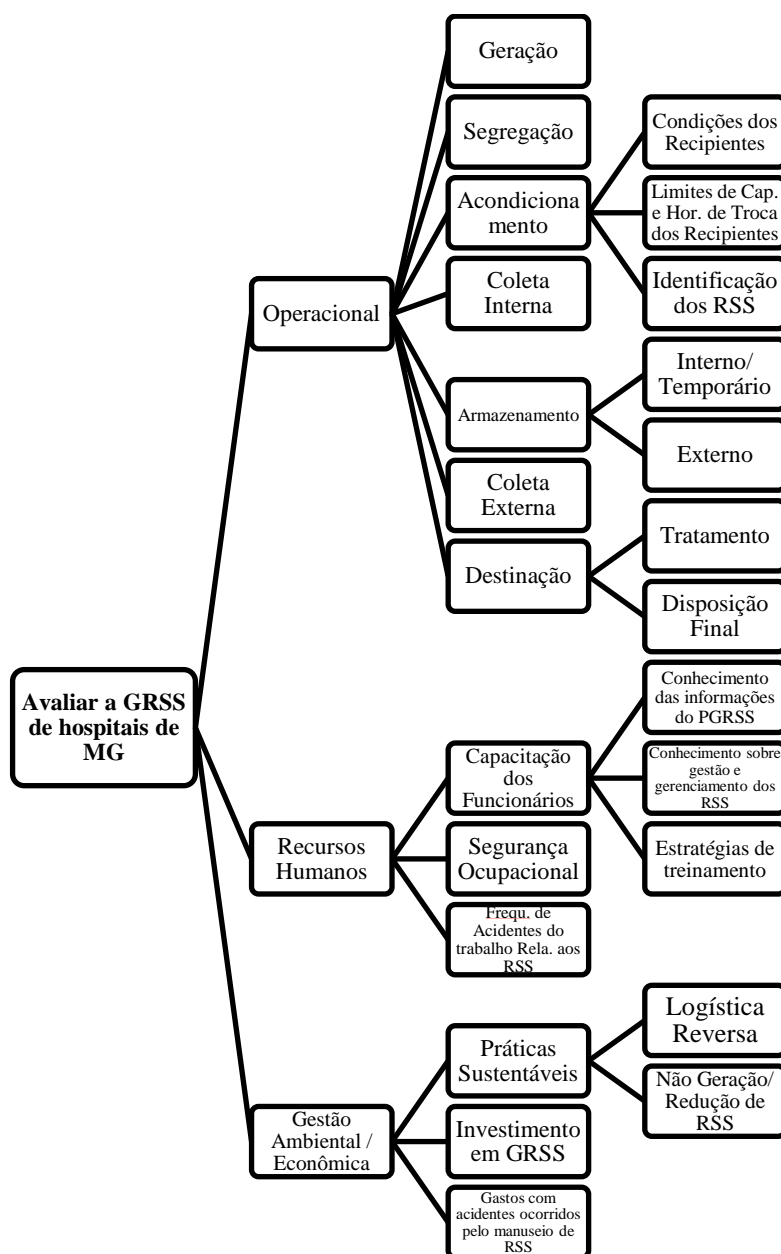 Geração
Segregação
Condições dos
Recipientes
Acondiciona
mento
Limites de Cap.
e Hor. de Troca
dos Recipientes
Coleta
Interna
Identificação
dos RSS
Operacional
Interno/
Temporário
Armazenamento
Externo
Coleta
Externa
Tratamento
Destinação
Disposição
Final
Avaliar a GRSS
de hospitais de
MG
Conhecimento
das informações
do PGRSS
Capacitação
dos
Funcionários
Conhecimento sobre
gestão e
gerenciamento dos
RSS
Recursos
Humanos
Segurança
Ocupacional
Estratégias de
treinamento
Frequ. de
Acidentes do
trabalho Rela. aos
RSS
Logística
Reversa
Práticas
Sustentáveis
Não Geração/
Redução de
RSS
Gestão
Ambiental /
Econômica
Investimento
em GRSS
Gastos com
acidentes ocorridos
pelo manuseio de
RSS